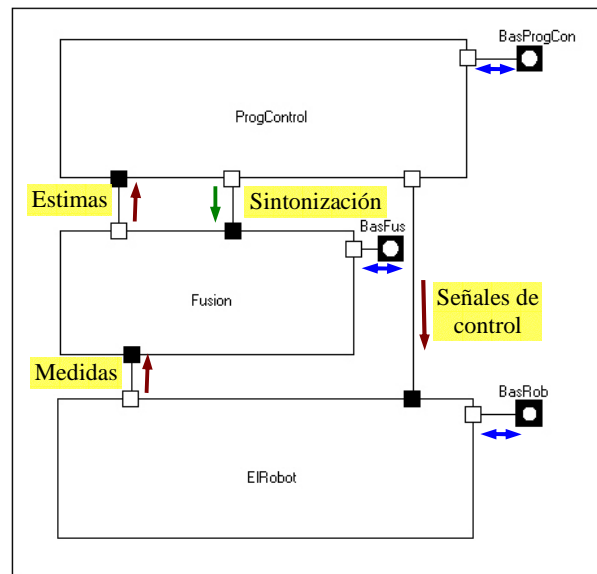 BasProgCon
ProgControl
Estimas
Sintonización
BasFus
Fusion
Señales de
control
Medidas
BasRob
ElRobot